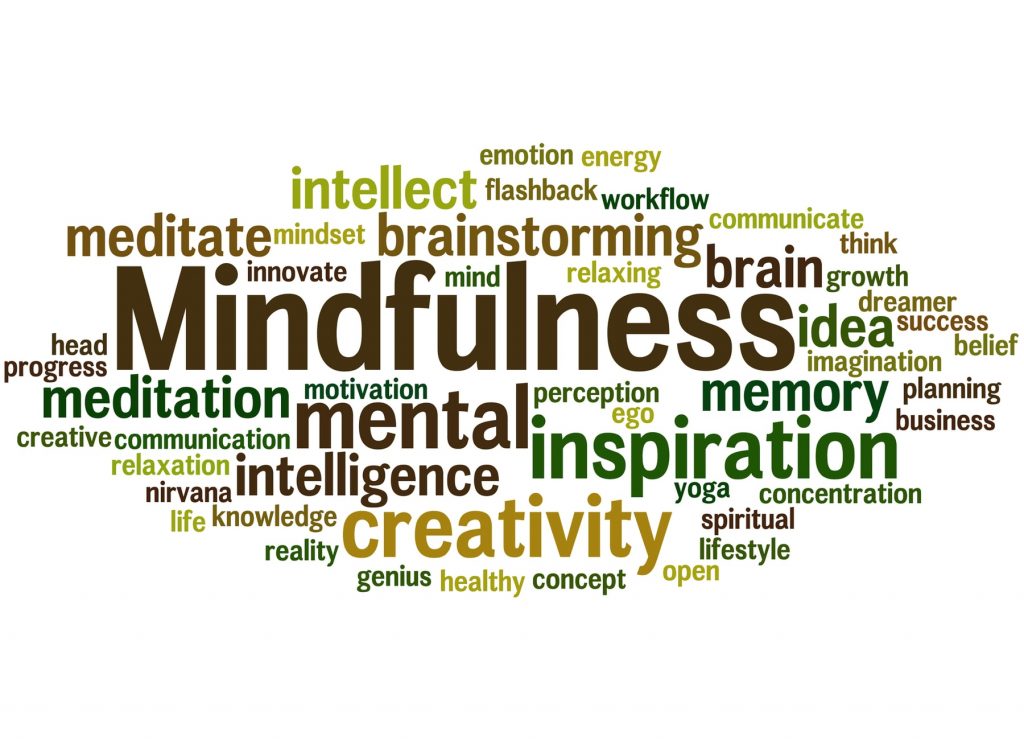 emotion energy
intellect flashback workflow
meditate mindset brainstorming communicate
think
innovate mind relaxing brain growth
Mindfulness
dreamer
idea success
head belief
progress imagination
meditation motivation perception memory planning
mental ego business
creative communication inspiration
relaxation intelligence
nirvana yoga concentration
life knowledge creativity spiritual
reality lifestyle
genius healthy concept open